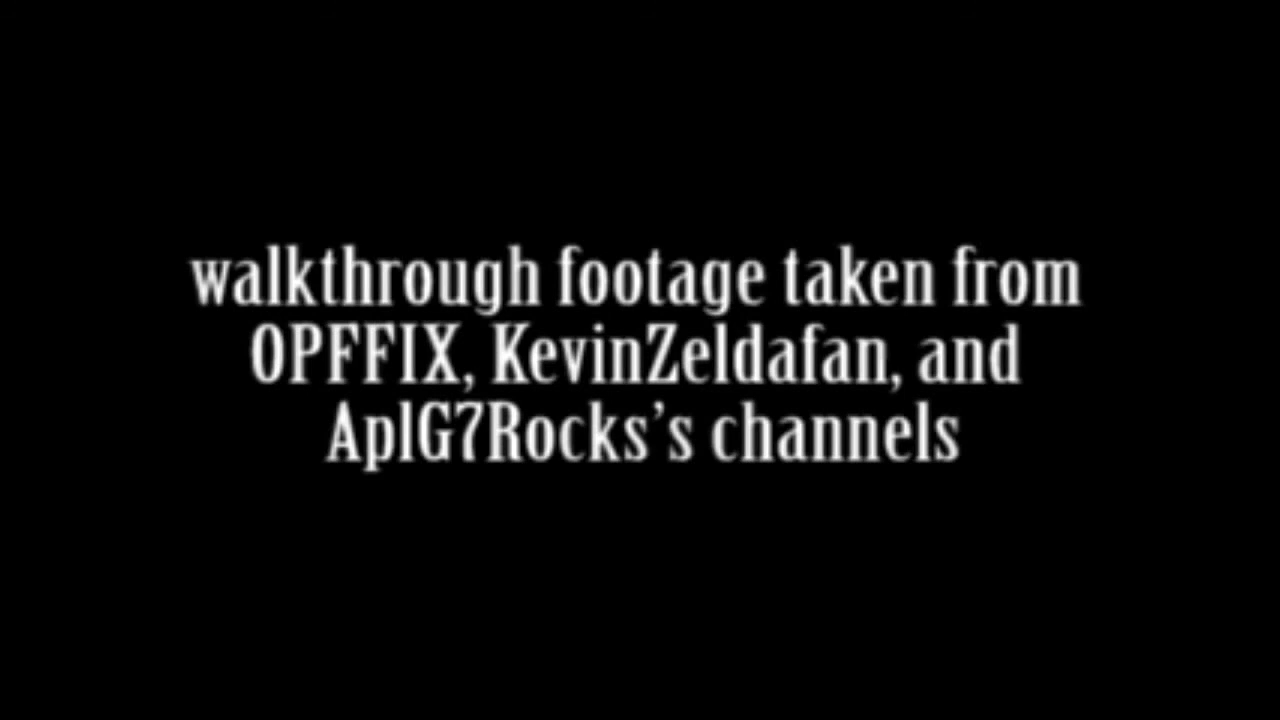 walkthrough footage taken from
OPFFIX, KevinZeldafan, and
AplG7Rocks’s channels